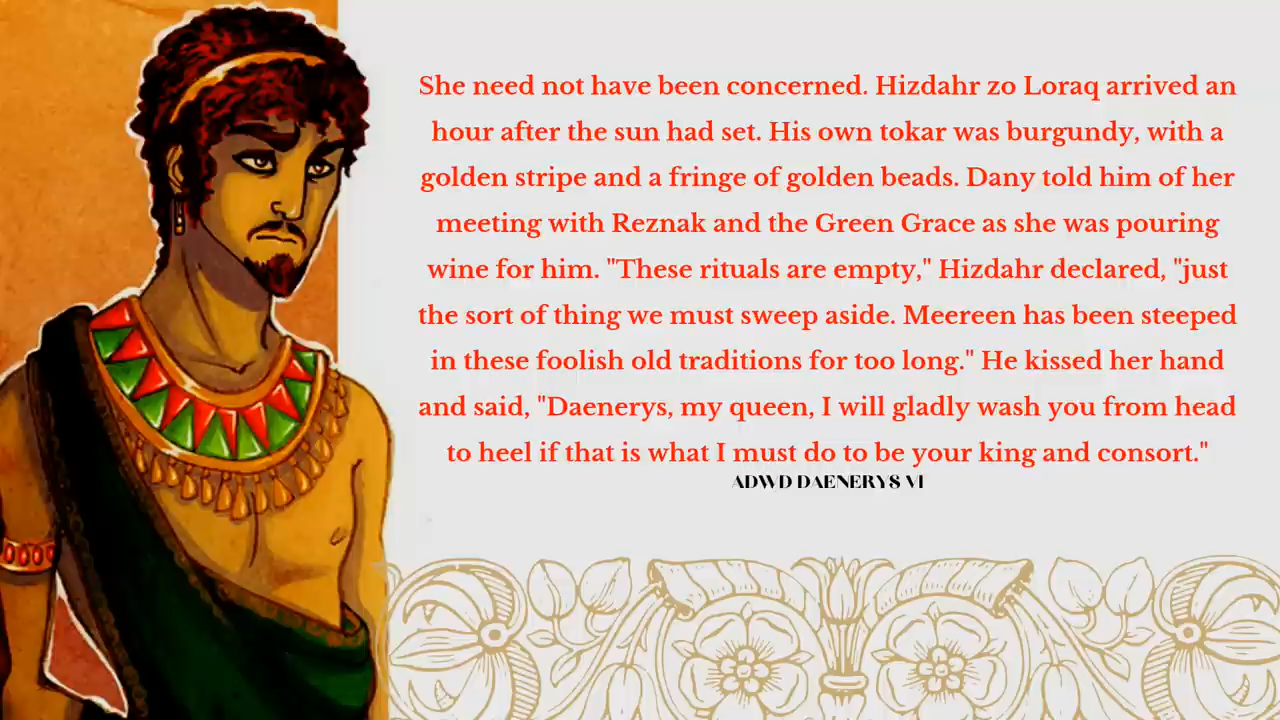 She need not have been concerned. Hizdahr zo Loraq arrived an
hour after the sun had set. His own tokar was burgundy, with a
golden stripe and a fringe of golden beads. Dany told him of her
meeting with Reznak and the Green Grace as she was pouring
wine for him. "These rituals are empty," Hizdahr declared, "just
the sort of thing we must sweep aside. Meereen has been steeped
in these foolish old traditions for too long." He kissed her hand
and said, "Daenerys, my queen, I will gladly wash you from head
to heel if that is what I must do to be your king and consort."
ADWD DAENERYS VI